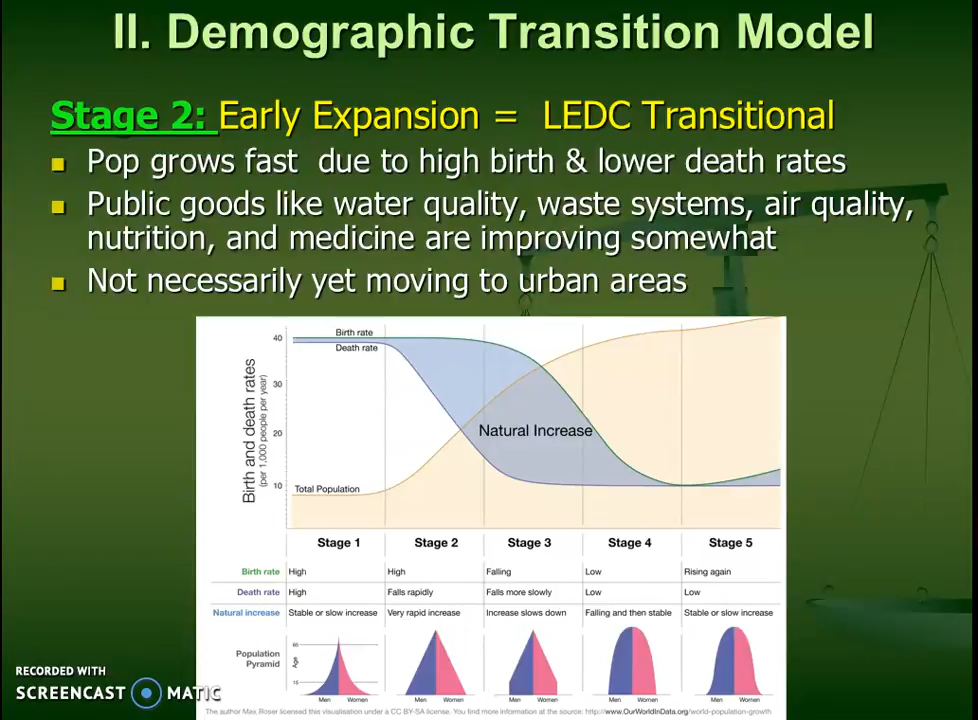 II. Demographic Transition Model
Stage 2: Early Expansion = LEDC Transitional
Pop grows fast due to high birth & lower death rates
Public goods like water quality, waste systems, air quality,
nutrition, and medicine are improving somewhat
Not necessarily yet moving to urban areas
Birth and death rates
(per 1,000 people per year)
40
30
20
10
Birth rate
Death rate
Natural Increase
Total Population
Stage 1 Stage 2 Stage 3 Stage 4 Stage 5
Birth rate High High Falling Low Rising again
Death rate High Falls rapidly Falls more slowly Low Low
Natural increase Stable or slow increase Very rapid increase Increase slows down Falling and then stable Stable or slow increase
Population
Pyramid
Age
60
15
Men Women Men Women Men Women Men Women Men Women
The author Max Roser licensed this visualisation under a CC BY-SA license. You find more information at the source: http://www.OurWorldInData.org/world-population-growth
RECORDED WITH
SCREENCAST MATIC